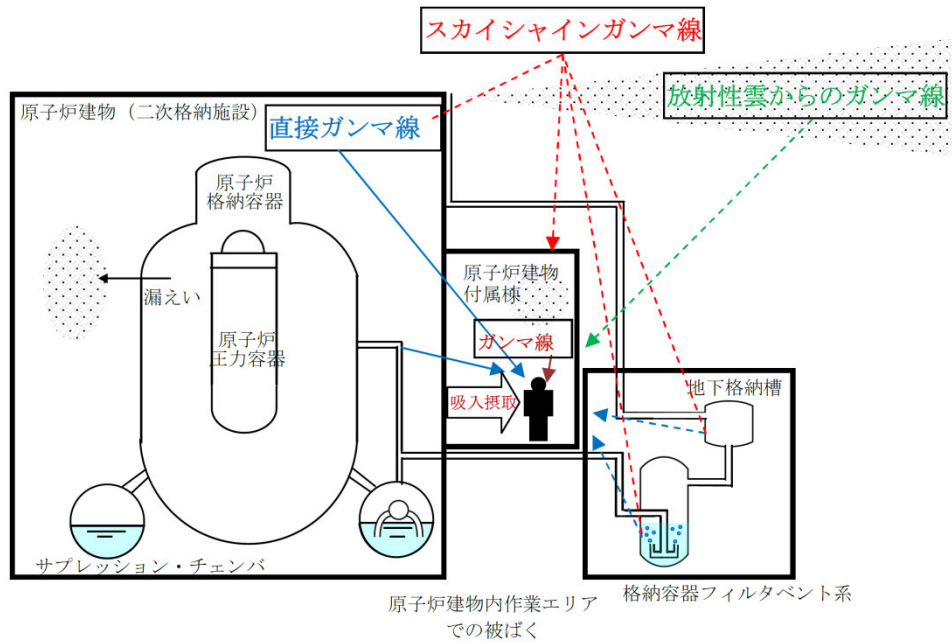 スカイシャインガンマ線
原子炉建物（二次格納施設）
直接ガンマ線
放射性雲からのガンマ線
原子炉
格納容器
原子炉建物
付属棟
漏えい
原子炉
圧力容器
ガンマ線
吸入摂取
地下格納槽
サプレッション・チェンバ
格納容器フィルタベント系
原子炉建物内作業エリア
での被ばく